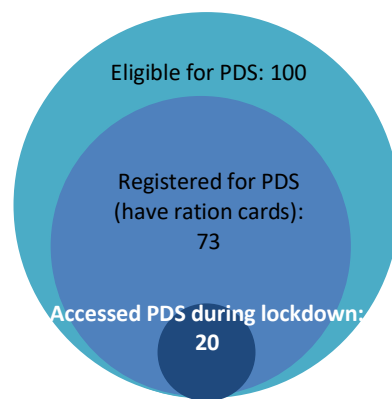 Eligible for PDS: 100
Registered for PDS
(have ration cards):
73
Accessed PDS during lockdown:
20